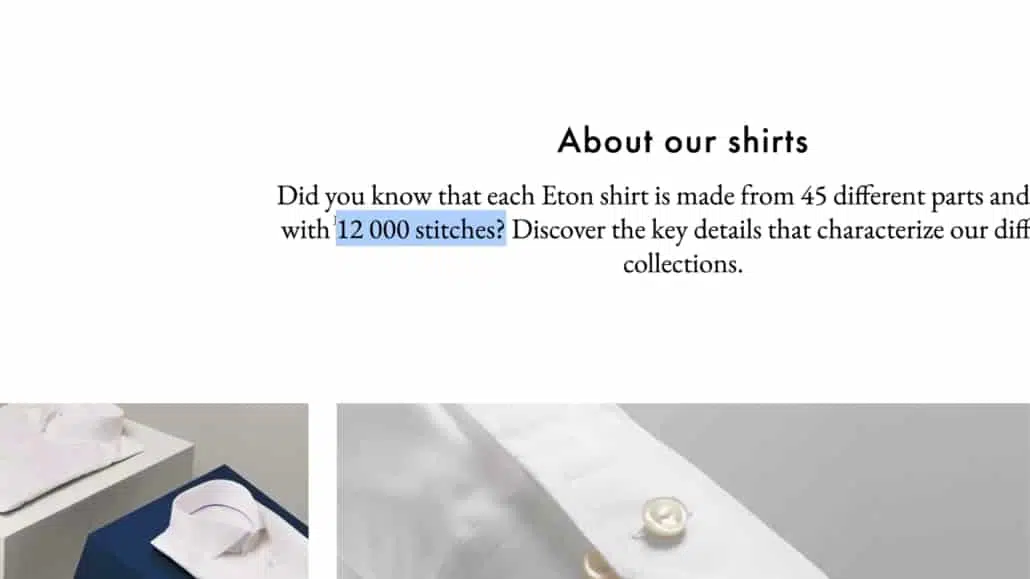 About our shirts
Did you know that each Eton shirt is made from 45 different parts and
with 12 000 stitches? Discover the key details that characterize our diff
collections.